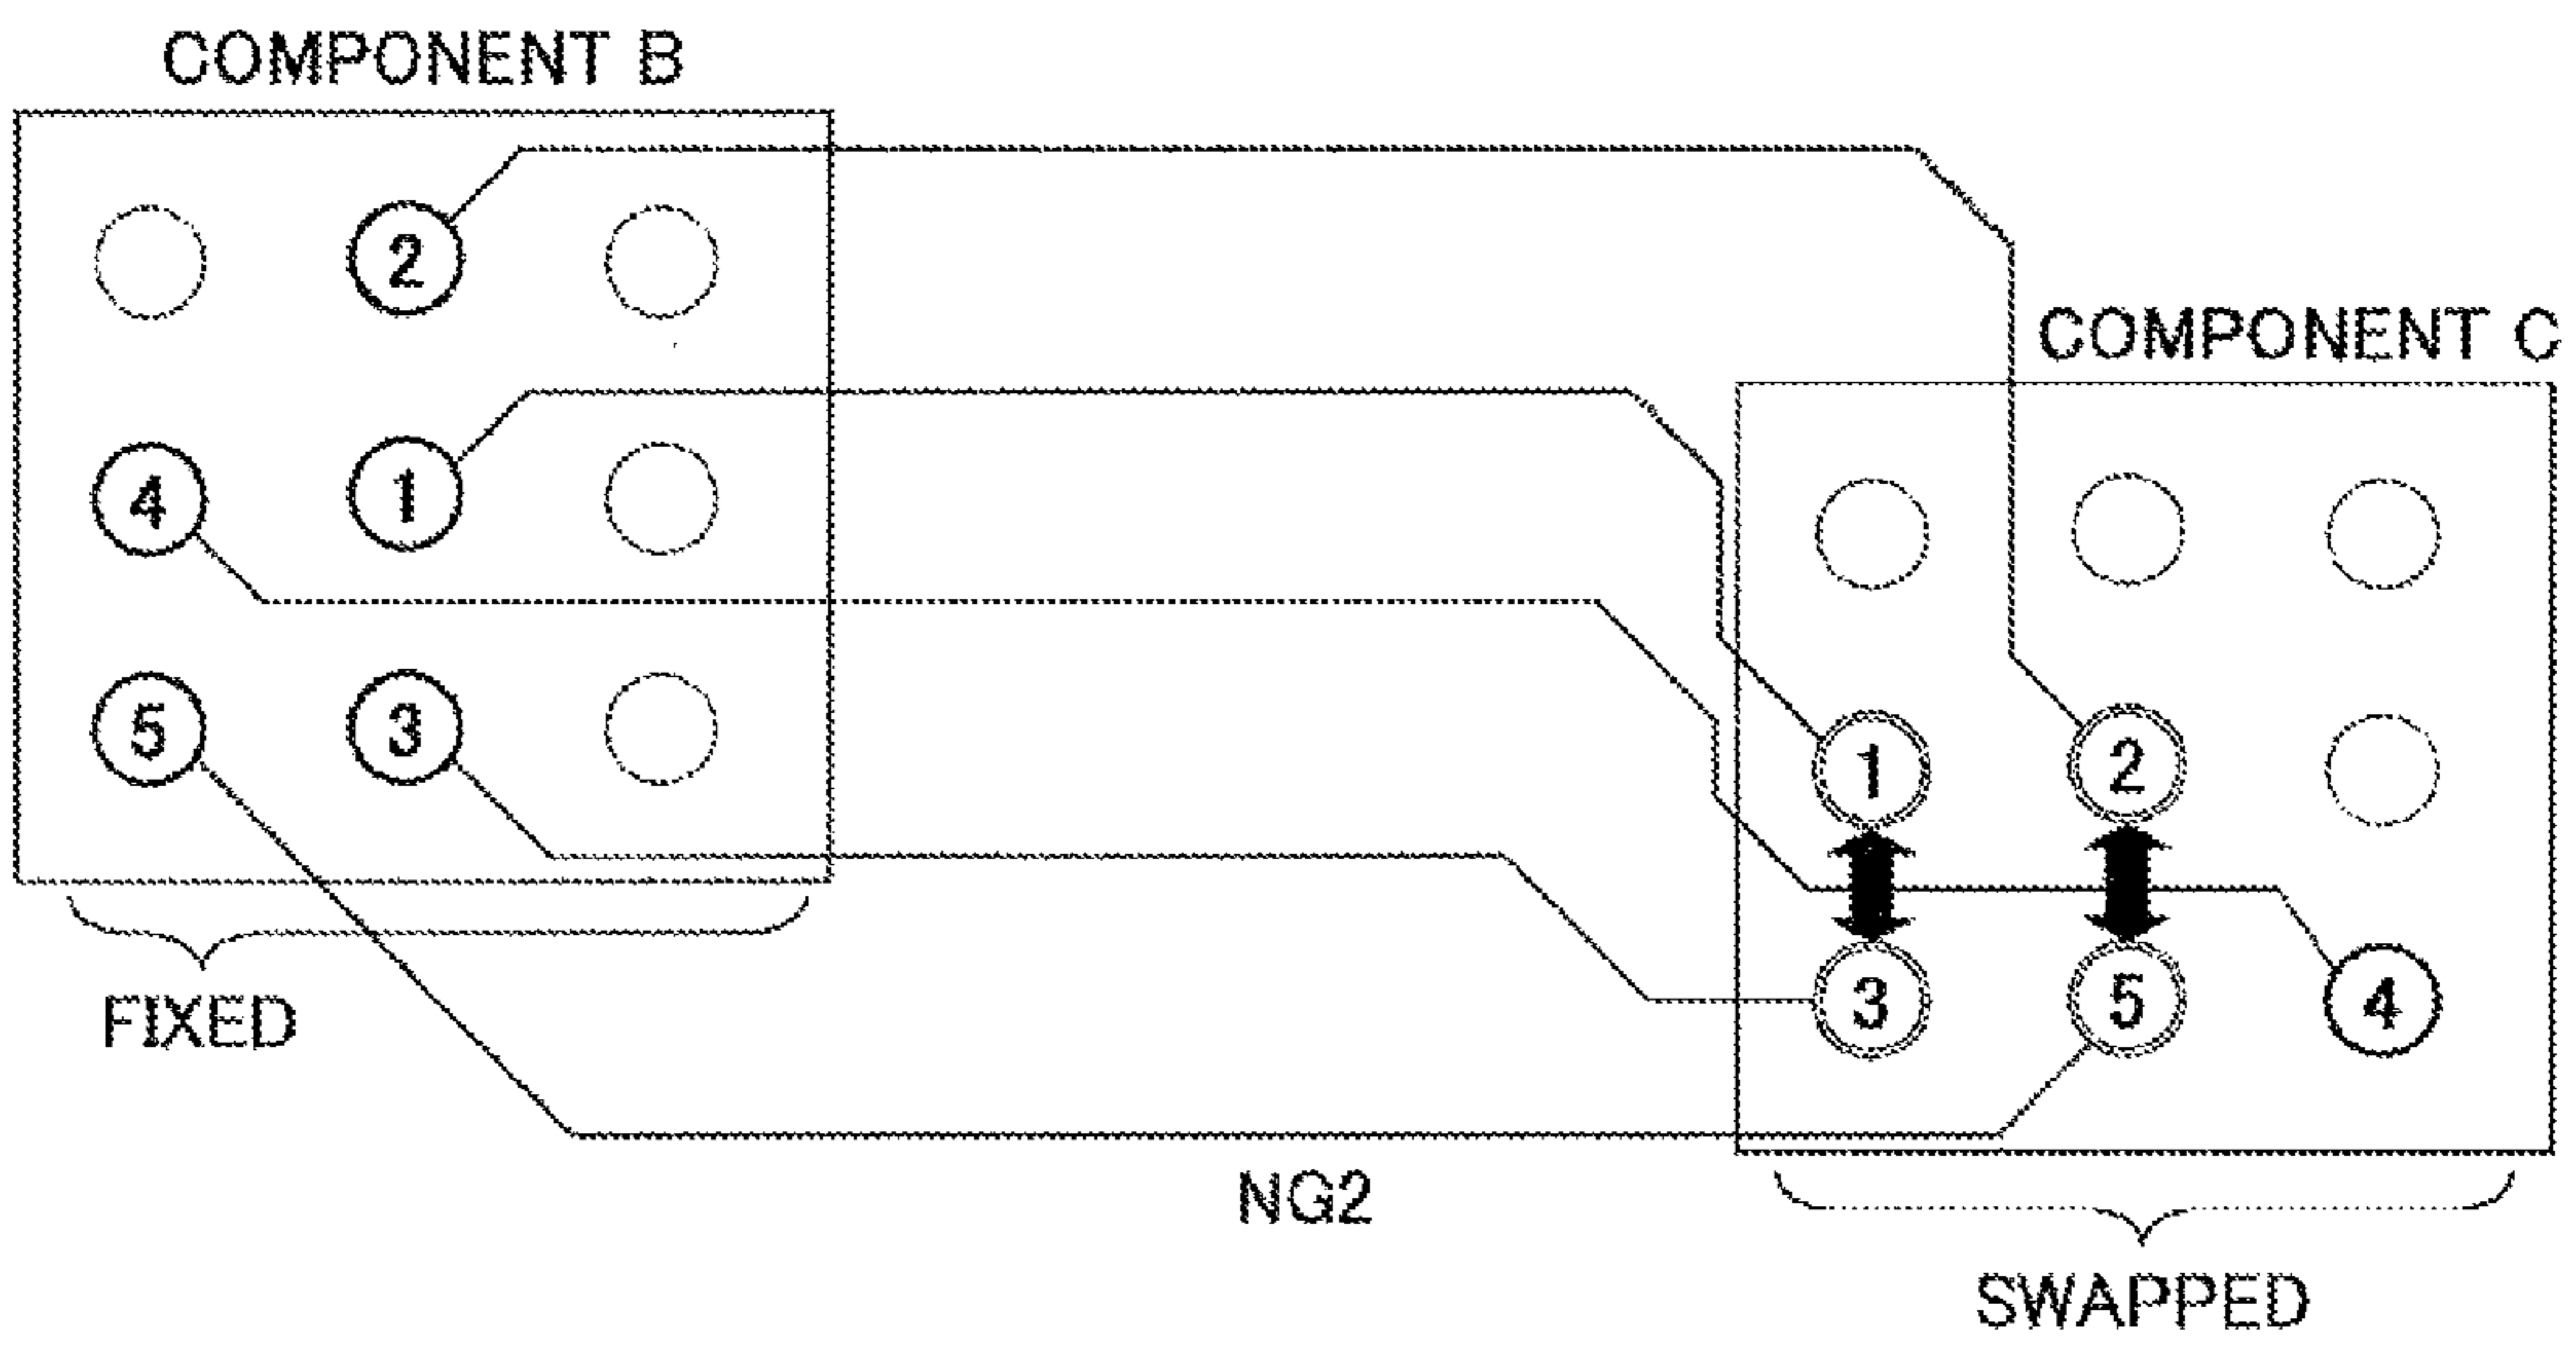 COMPONENT B
2
COMPONENT C
4 1
5 3
1 2
3 5 4
FIXED
NG2
SWAPPED